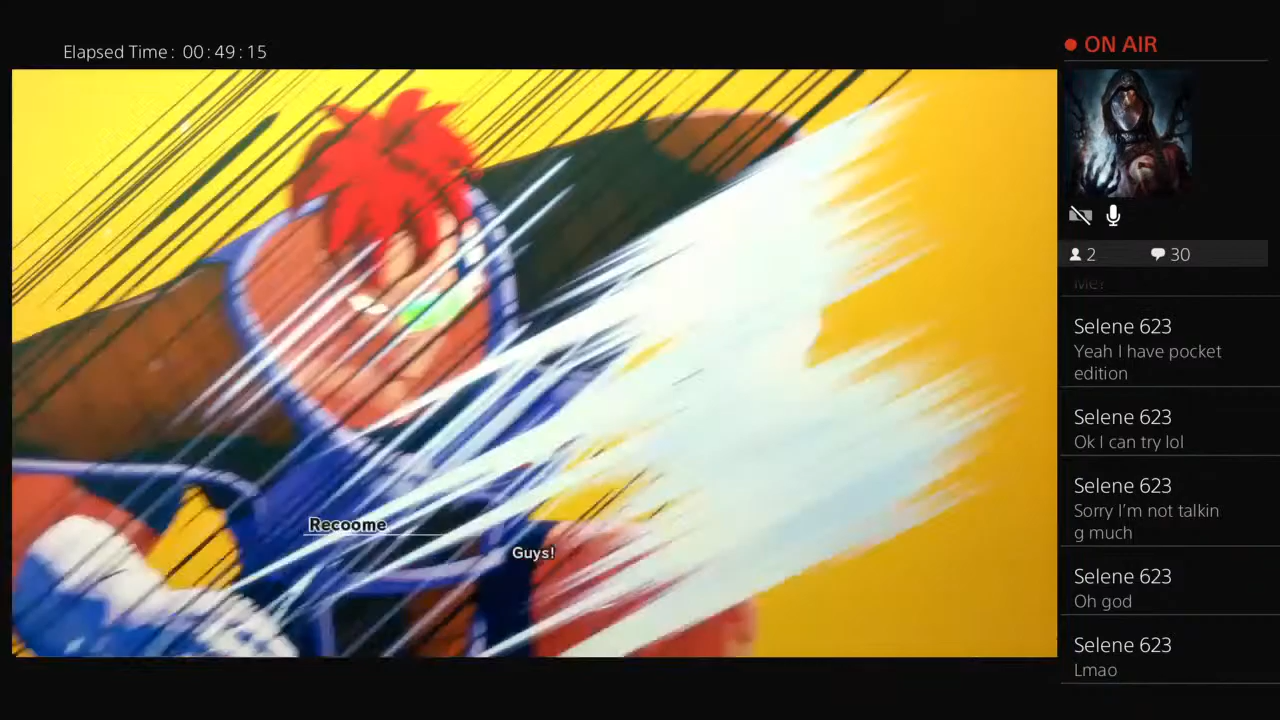 Elapsed Time: 00:49:15
ON AIR
2
30
Me?
Selene 623
Yeah I have pocket
edition
Selene 623
Ok I can try lol
Selene 623
Sorry I'm not talkin
g much
Selene 623
Oh god
Selene 623
Lmao
Recoome
Guys!